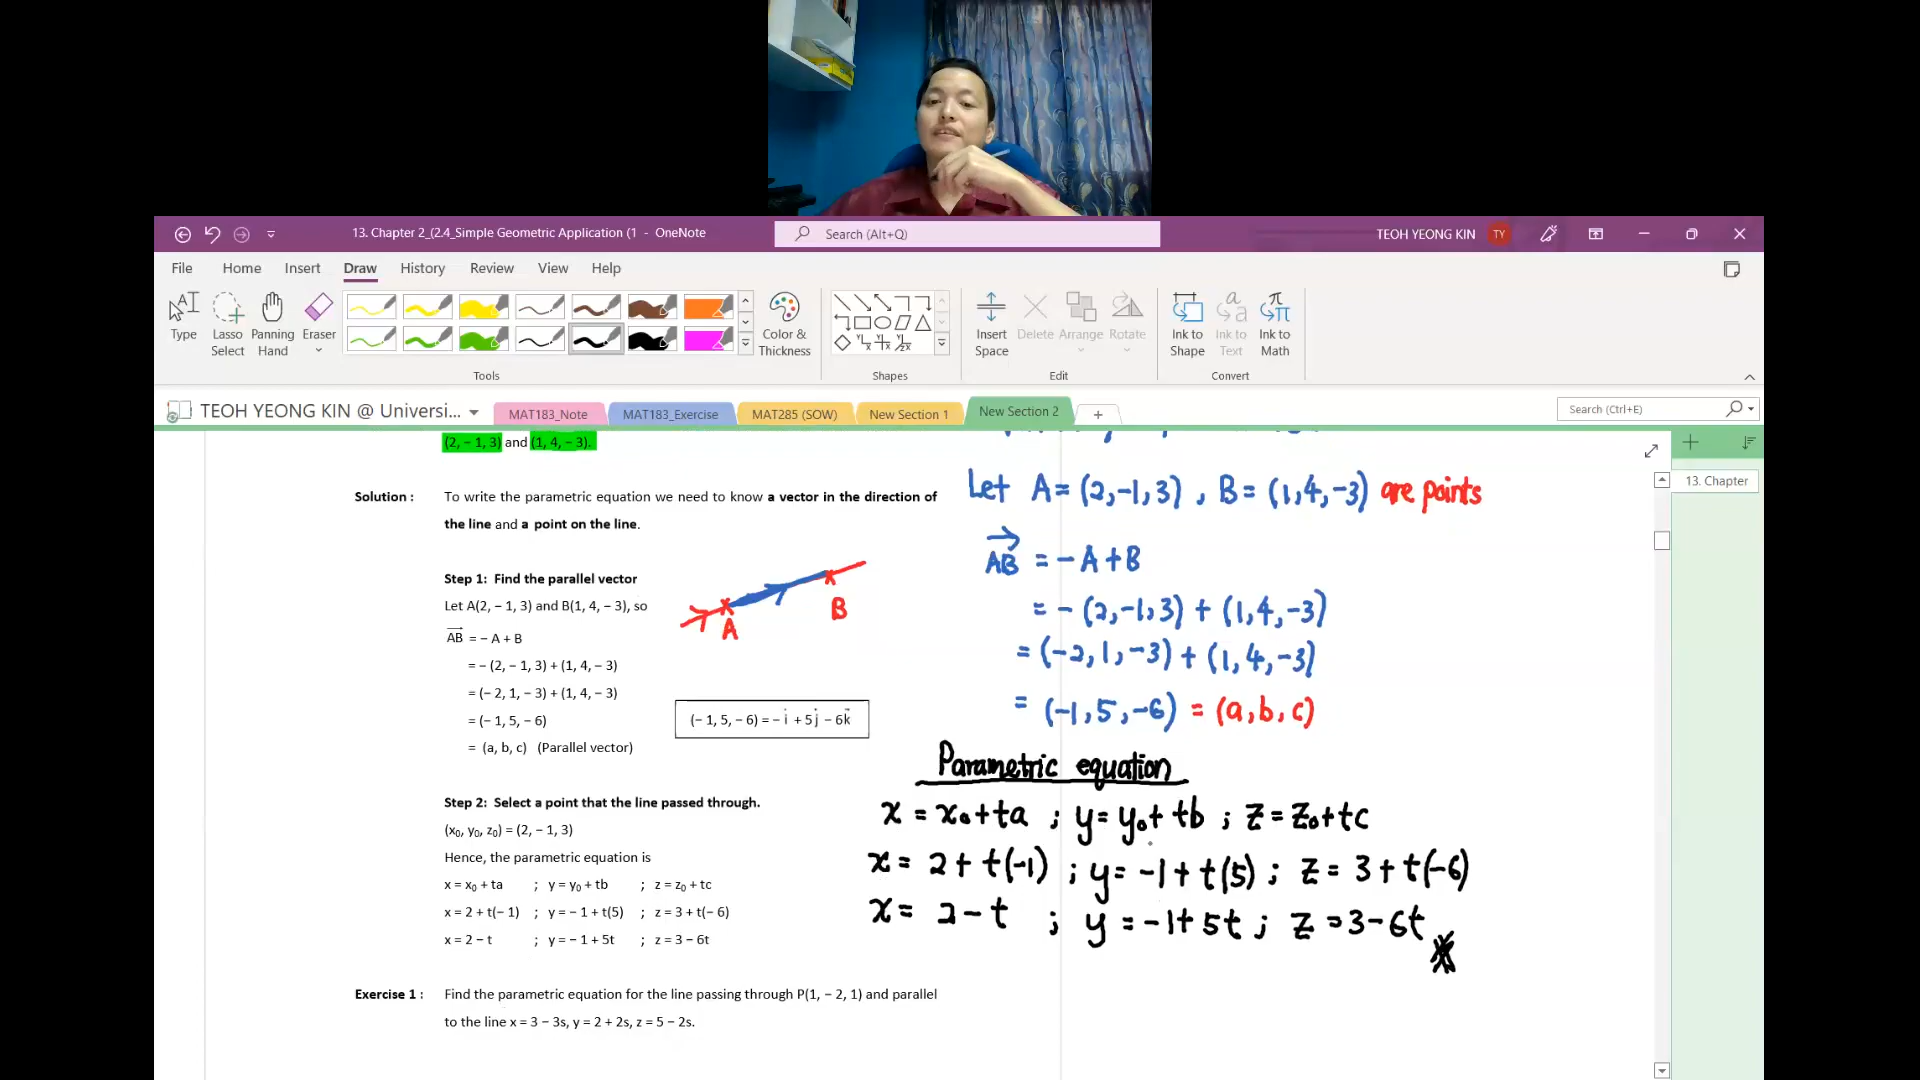 13. Chapter 2_(2.4_Simple Geometric Application (1 - OneNote
Search (Alt+Q)
TEOH YEONG KIN TY
File Home Insert Draw History Review View Help
Type
Lasso Select
Panning Hand
Eraser
Color & Thickness
Insert Space
Delete
Arrange
Rotate
Ink to Shape
Ink to Text
Ink to Math
Tools
Shapes
Edit
Convert
TEOH YEONG KIN @ Universi...
MAT183_Note
MAT183_Exercise
MAT285 (SOW)
New Section 1
New Section 2
Search (Ctrl+E)
13. Chapter
(2, − 1, 3) and (1, 4, − 3).
Solution : To write the parametric equation we need to know a vector in the direction of
the line and a point on the line.
Step 1: Find the parallel vector
Let A(2, − 1, 3) and B(1, 4, − 3), so
AB = − A + B
= − (2, − 1, 3) + (1, 4, − 3)
= (− 2, 1, − 3) + (1, 4, − 3)
= (− 1, 5, − 6)
= (a, b, c) (Parallel vector)
A
B
(− 1, 5, − 6) = − i + 5j − 6k
Step 2: Select a point that the line passed through.
(x₀, y₀, z₀) = (2, − 1, 3)
Hence, the parametric equation is
x = x₀ + ta ; y = y₀ + tb ; z = z₀ + tc
x = 2 + t(− 1) ; y = − 1 + t(5) ; z = 3 + t(− 6)
x = 2 − t ; y = − 1 + 5t ; z = 3 − 6t
Exercise 1 : Find the parametric equation for the line passing through P(1, − 2, 1) and parallel
to the line x = 3 − 3s, y = 2 + 2s, z = 5 − 2s.
Let A = (2, -1, 3) , B = (1, 4, -3) are points
AB = - A + B
= - (2, -1, 3) + (1, 4, -3)
= (-2, 1, -3) + (1, 4, -3)
= (-1, 5, -6) = (a, b, c)
Parametric equation
x = x₀ + ta ; y = y₀ + tb ; z = z₀ + tc
x = 2 + t(-1) ; y = -1 + t(5) ; z = 3 + t(-6)
x = 2 - t ; y = -1 + 5t ; z = 3 - 6t